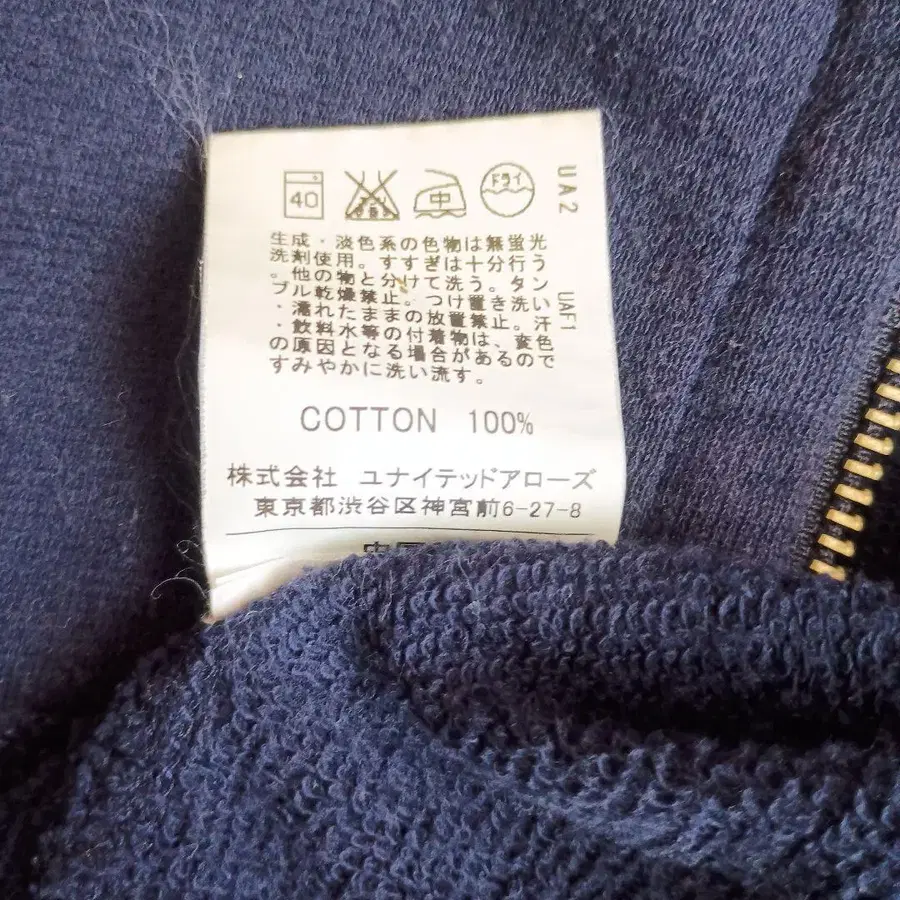 40
中
ドライ
UA2
生成・淡色系の色物は無蛍光
洗剤使用。すすぎは十分行う
。他の物と分けて洗う。タン
ブル乾燥禁止。つけ置き洗い
・濡れたままの放置禁止。汗
・飲料水等の付着物は、変色
の原因となる場合があるので
すみやかに洗い流す。
UAF1
COTTON 100%
株式会社 ユナイテッドアローズ
東京都渋谷区神宮前6-27-8